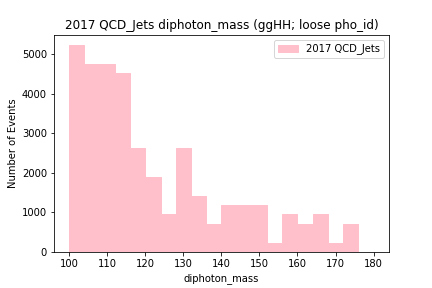 2017 QCD_Jets diphoton_mass (ggHH; loose pho_id)
2017 QCD_Jets
Number of Events
5000
4000
3000
2000
1000
0
100 110 120 130 140 150 160 170 180
diphoton_mass